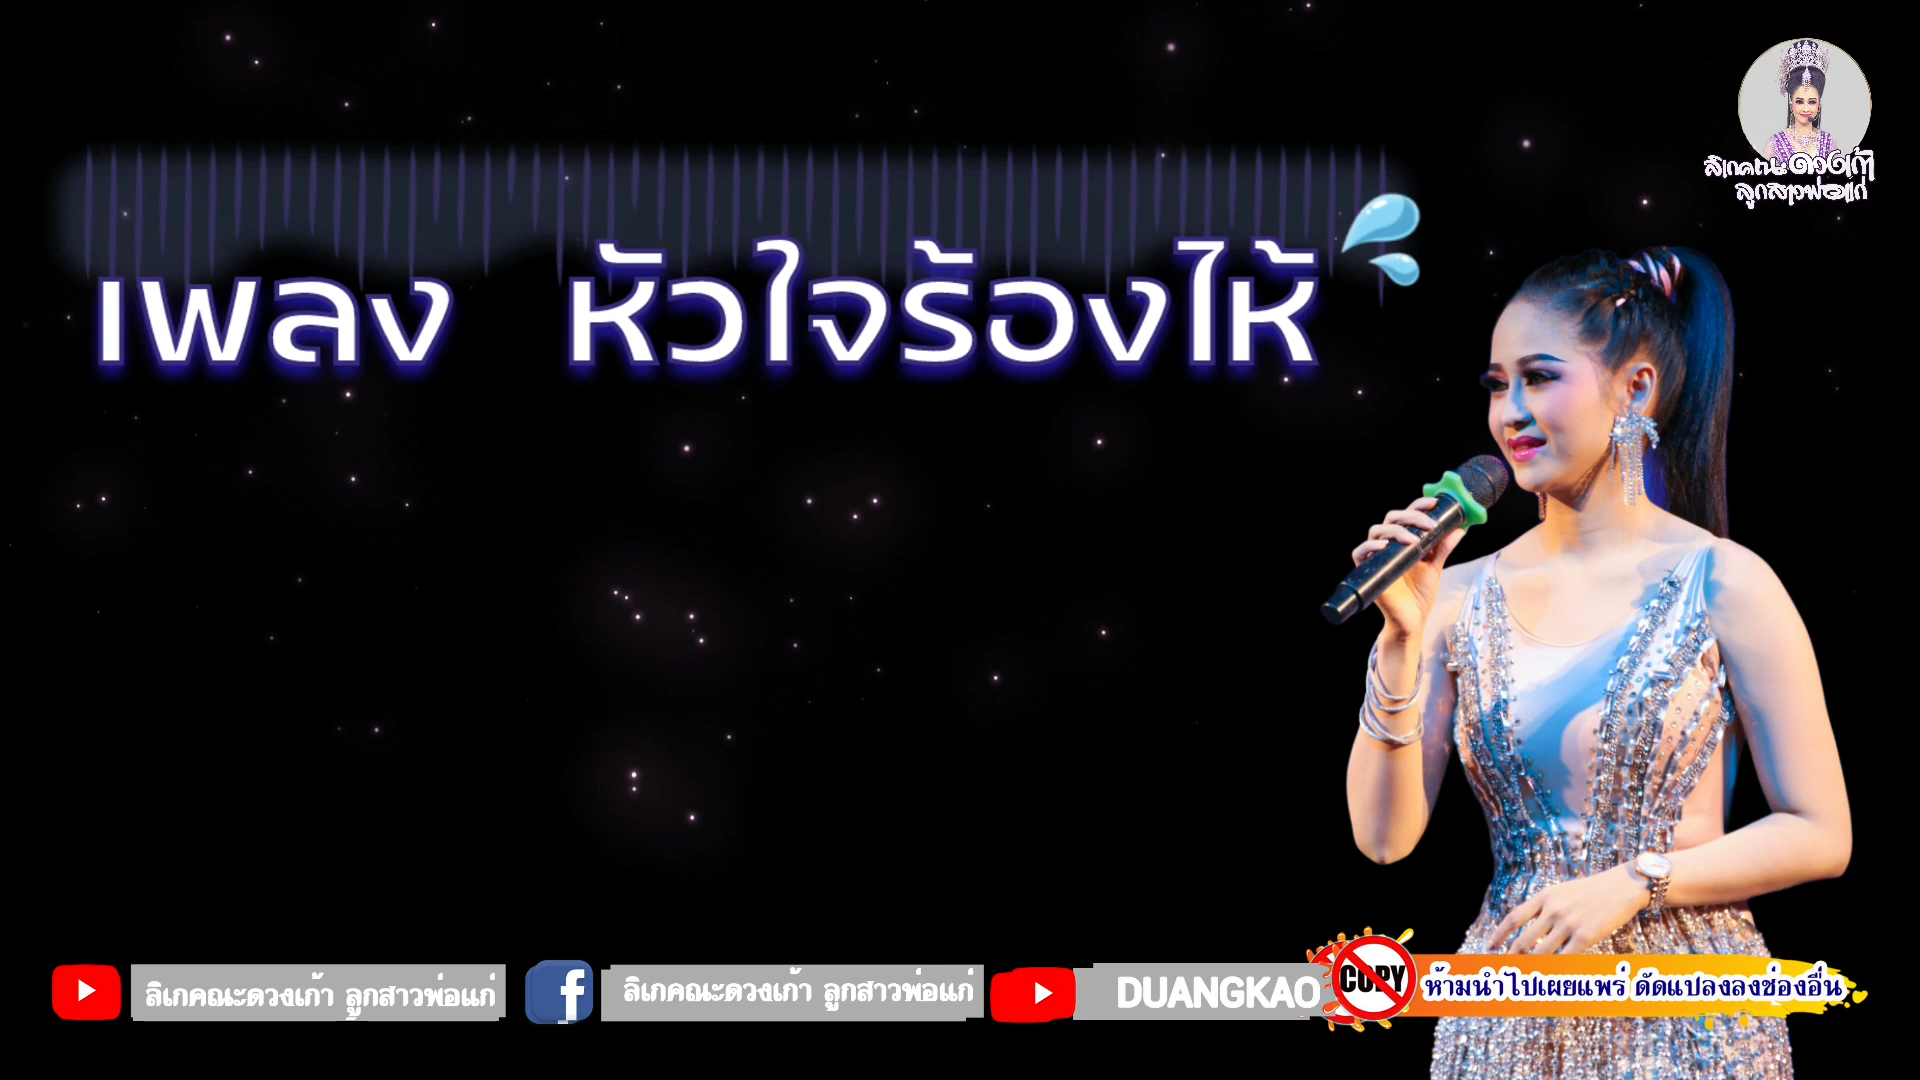 ลิเกคณะดวงเก้า
ลูกสาวพ่อแก่
เพลง หัวใจร้องไห้
ลิเกคณะดวงเก้า ลูกสาวพ่อแก่
ลิเกคณะดวงเก้า ลูกสาวพ่อแก่
DUANGKAO
COPY
ห้ามนำไปเผยแพร่ ดัดแปลงลงช่องอื่น